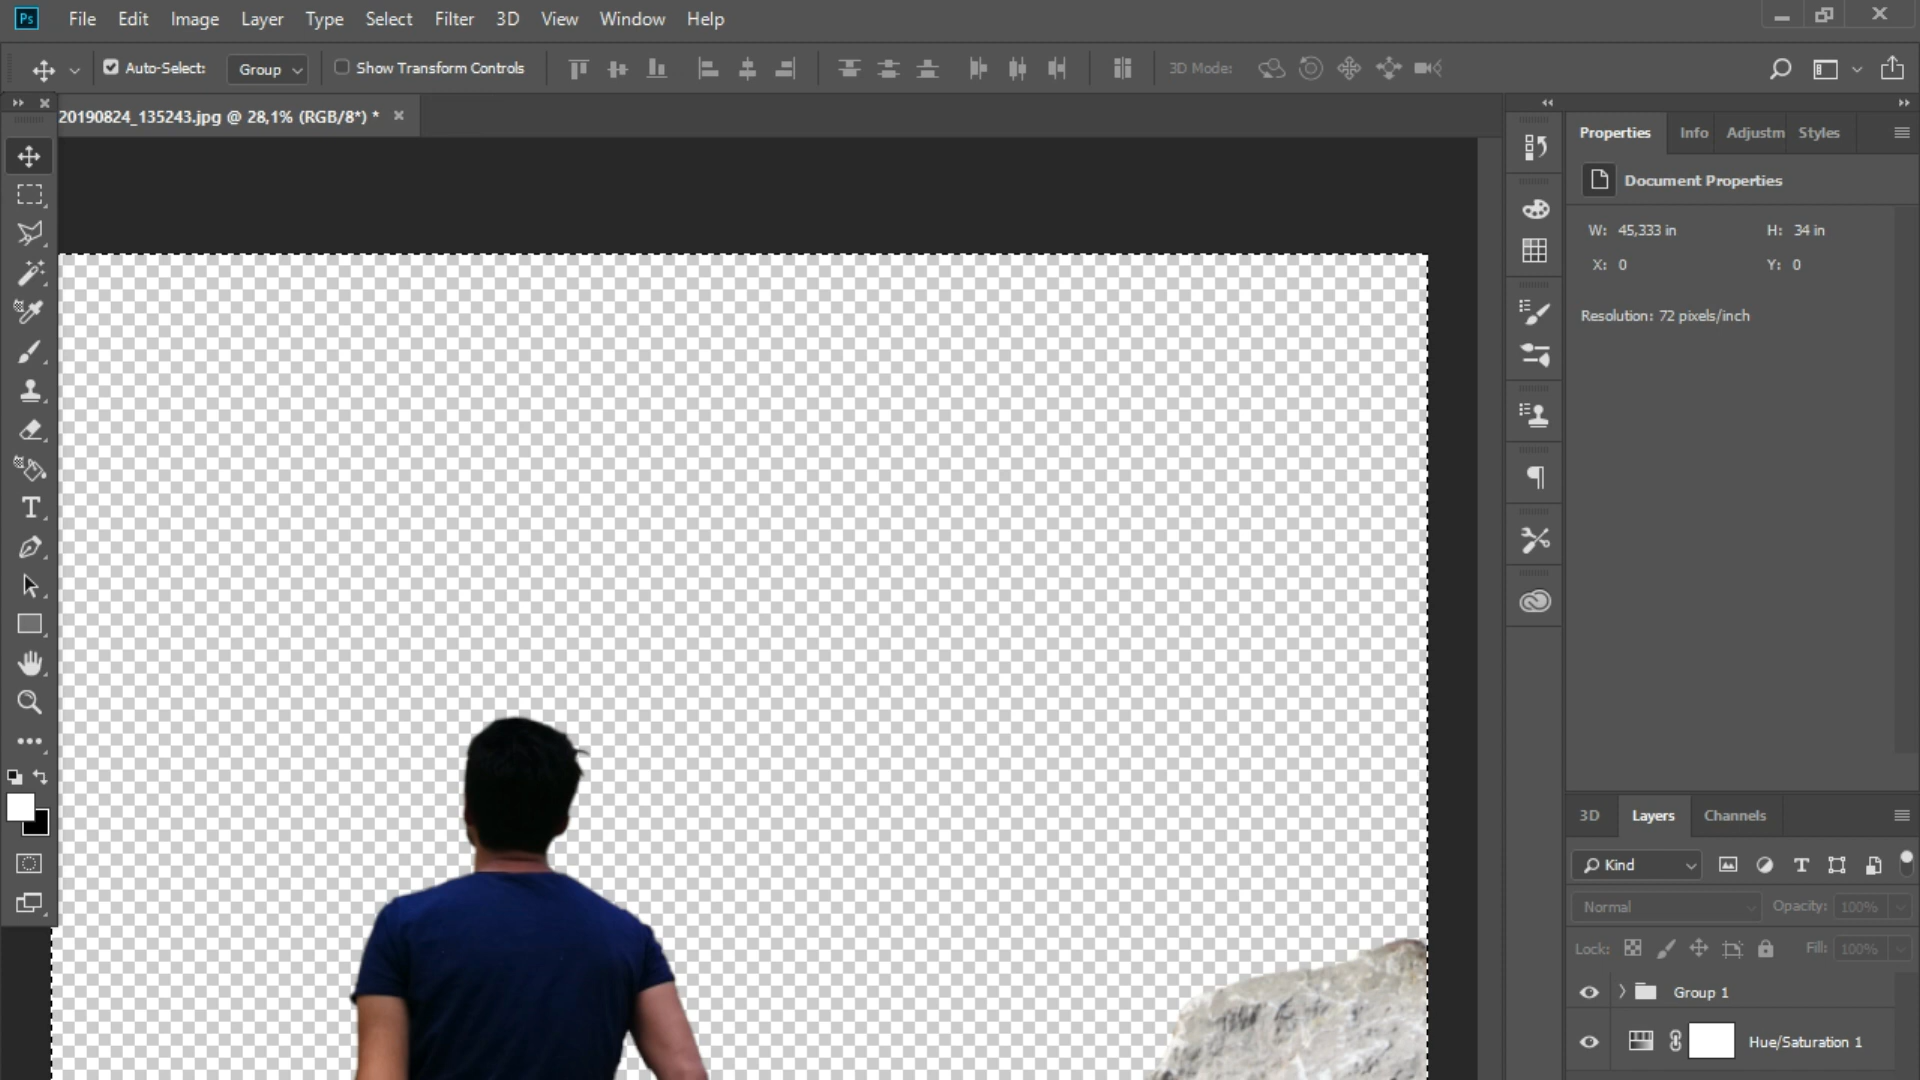 Ps File Edit Image Layer Type Select Filter 3D View Window Help
Auto-Select: Group Show Transform Controls 3D Mode:
20190824_135243.jpg @ 28,1% (RGB/8*) *
Properties Info Adjustm Styles
Document Properties
W: 45,333 in H: 34 in
X: 0 Y: 0
Resolution: 72 pixels/inch
3D Layers Channels
Kind
Normal Opacity: 100%
Lock: Fill: 100%
Group 1
Hue/Saturation 1